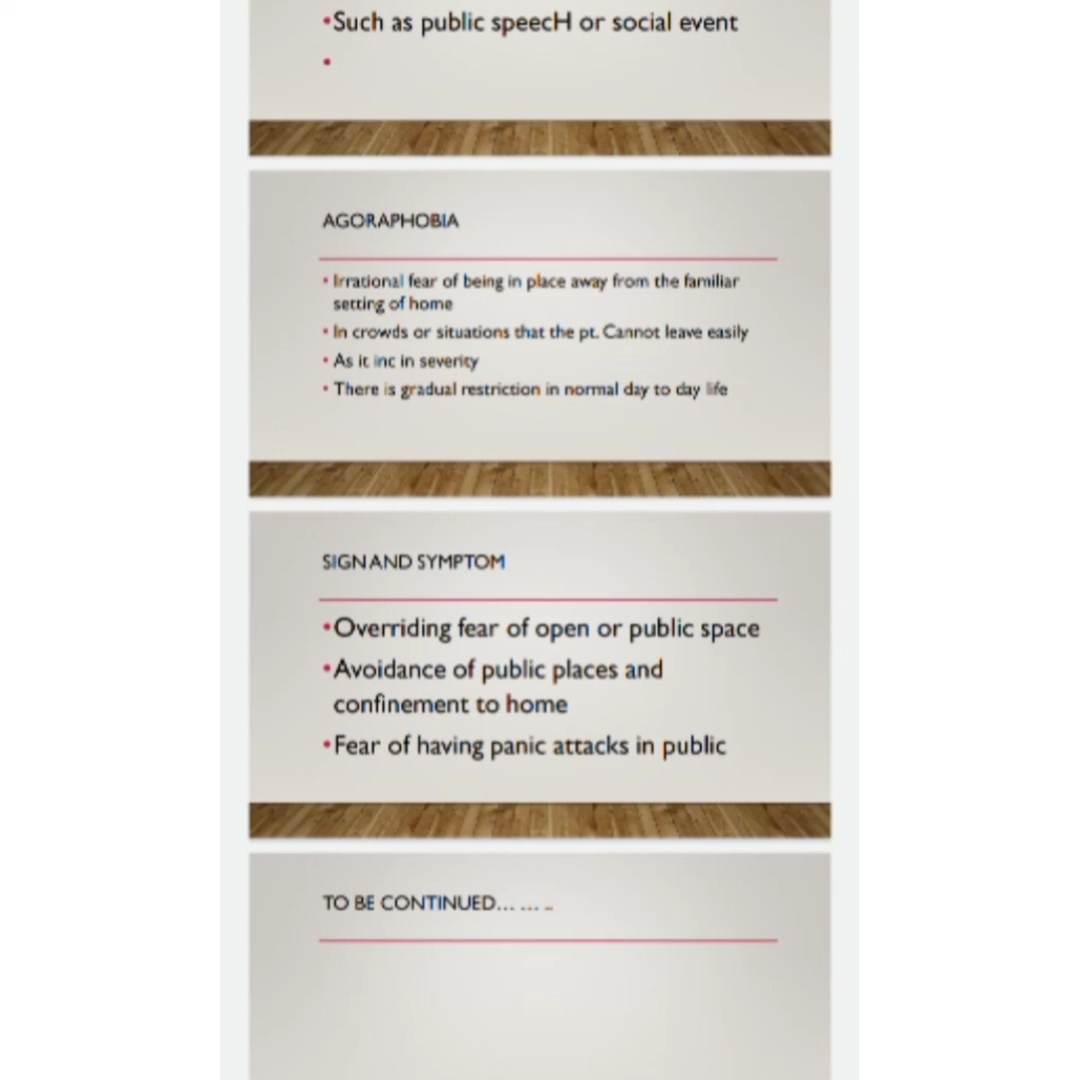 •Such as public speecH or social event
•
AGORAPHOBIA
• Irrational fear of being in place away from the familiar
setting of home
• In crowds or situations that the pt. Cannot leave easily
• As it inc in severity
• There is gradual restriction in normal day to day life
SIGN AND SYMPTOM
•Overriding fear of open or public space
•Avoidance of public places and
confinement to home
•Fear of having panic attacks in public
TO BE CONTINUED... ... ..